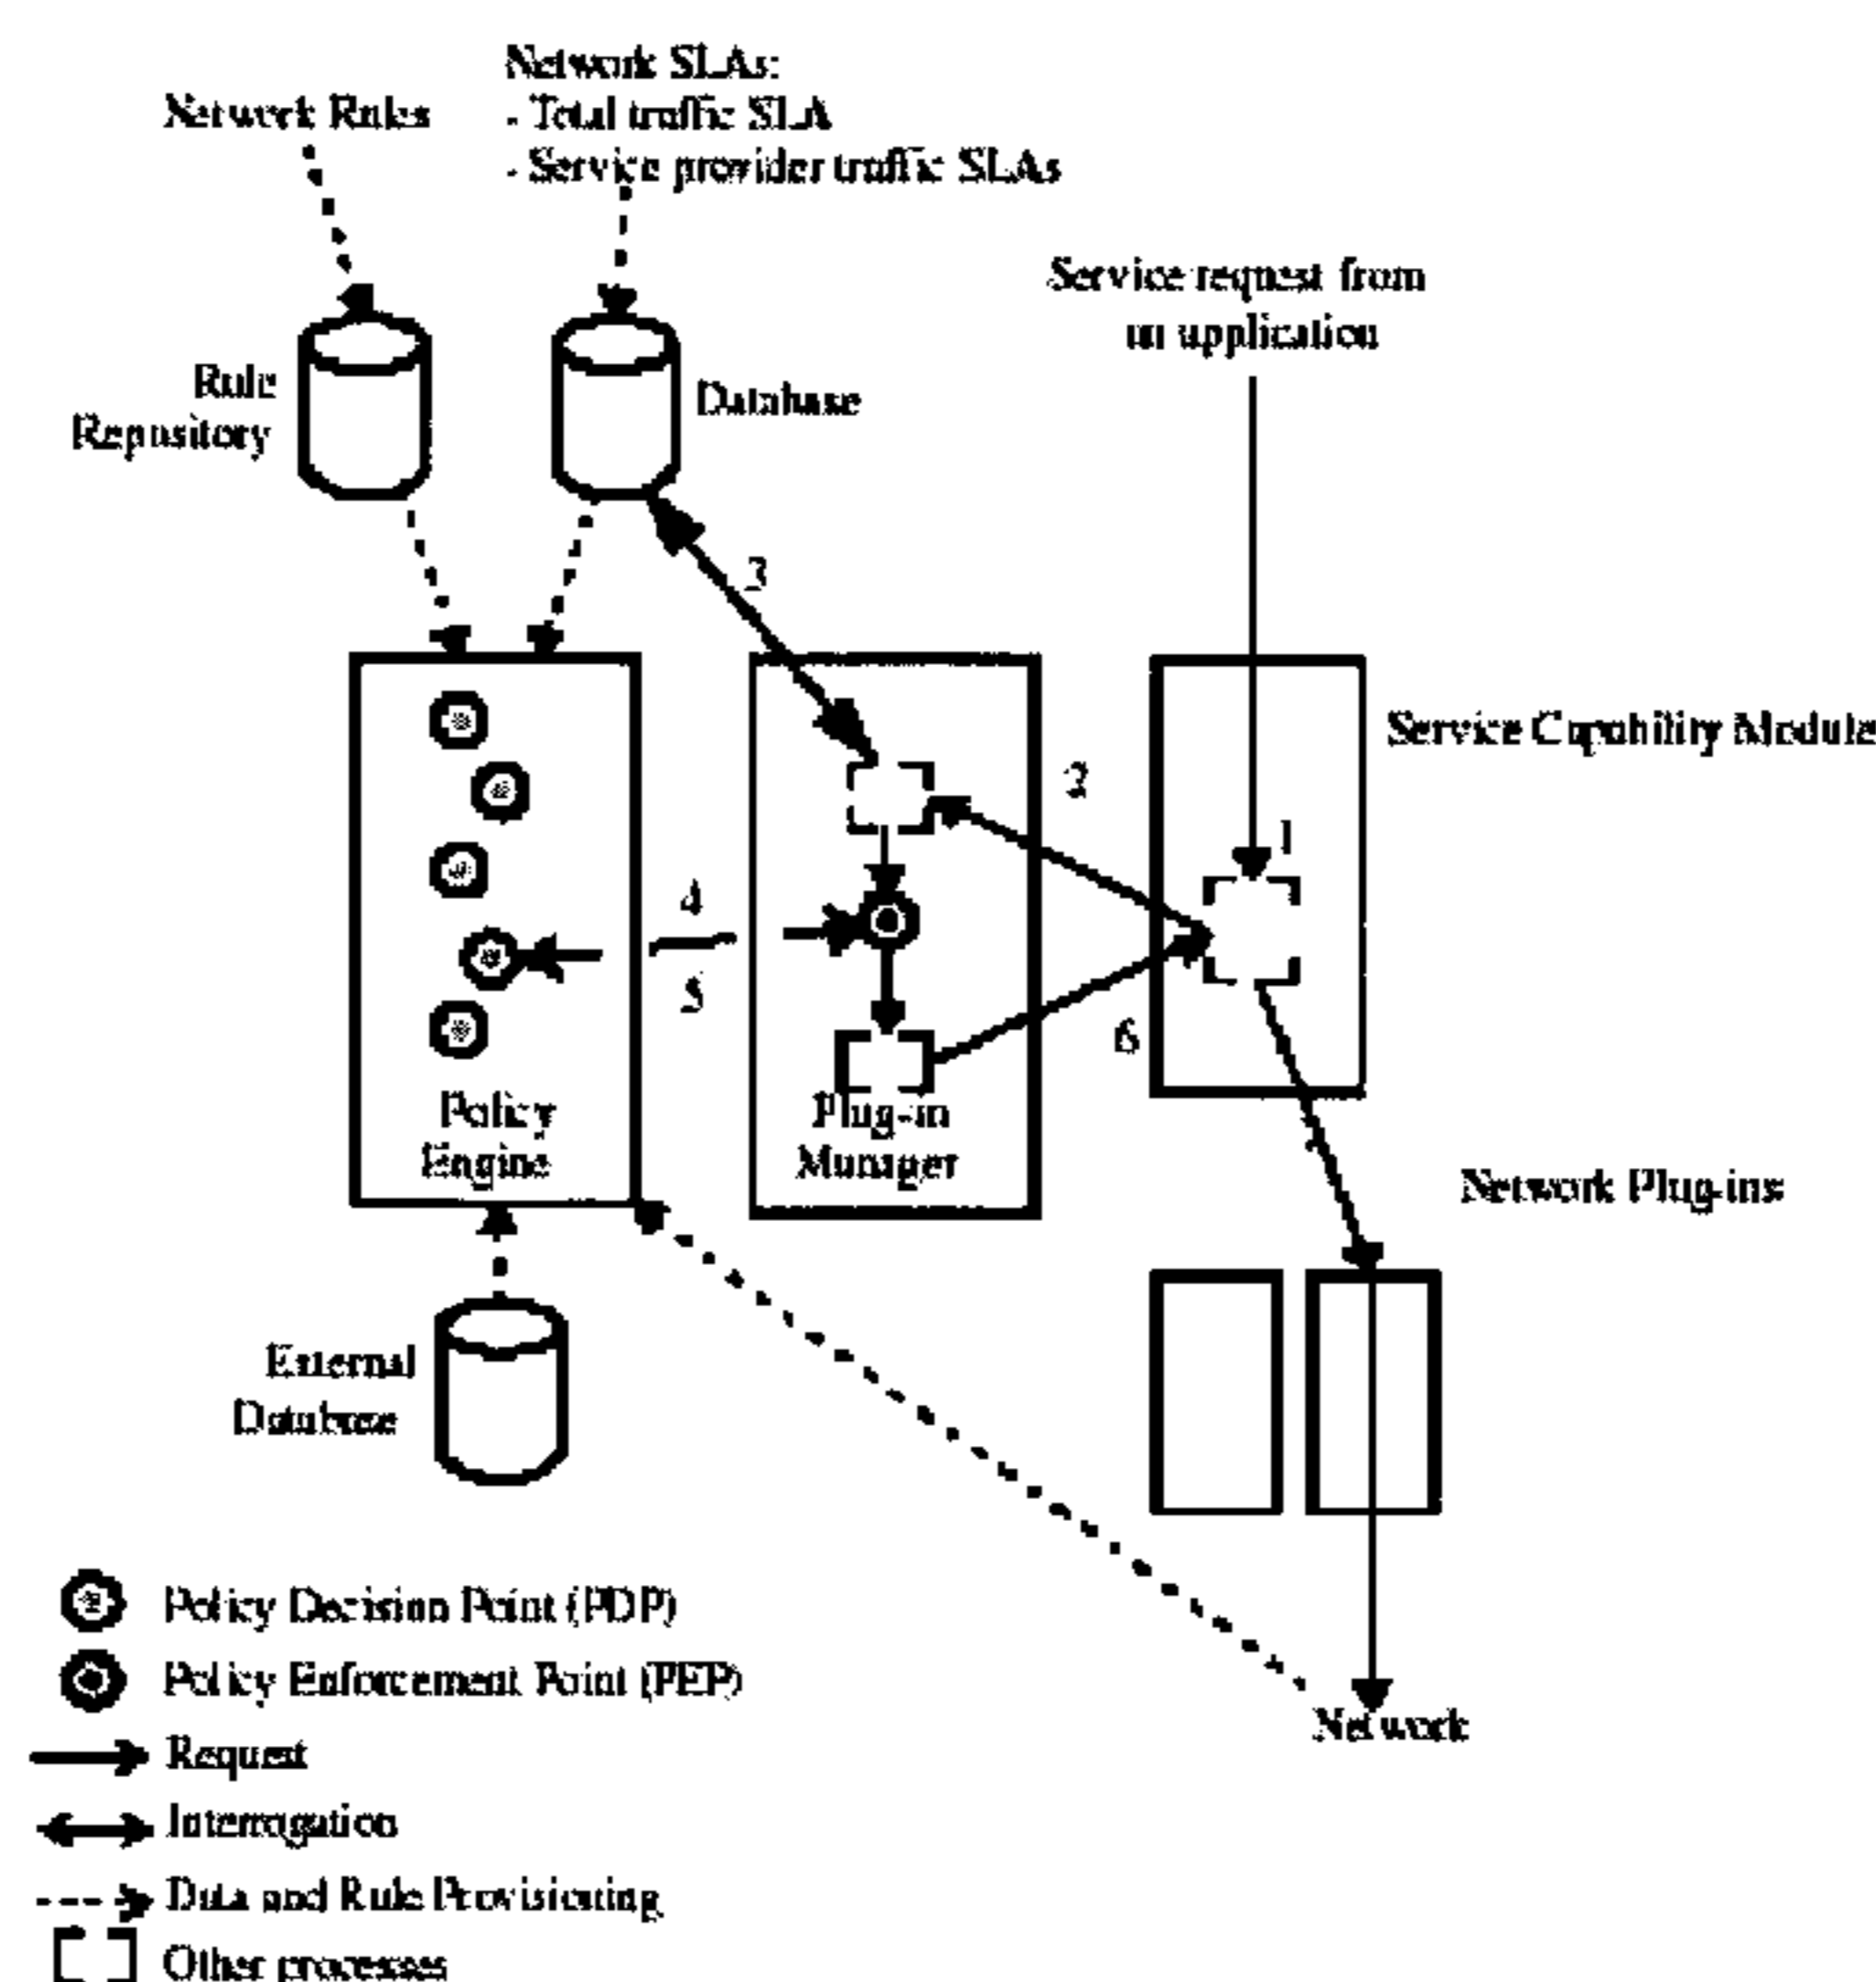 Network SLAs:
Network Rules
- Total traffic SLA
- Service provider traffic SLAs
Service request from
an application
Rule
Repository
Database
3
Service Capability Module
2
1
4
5
6
Policy
Engine
Plug-in
Manager
Network Plug-ins
External
Database
Policy Decision Point (PDP)
Policy Enforcement Point (PEP)
Network
Request
Interrogation
Data and Rule Provisioning
Other processes